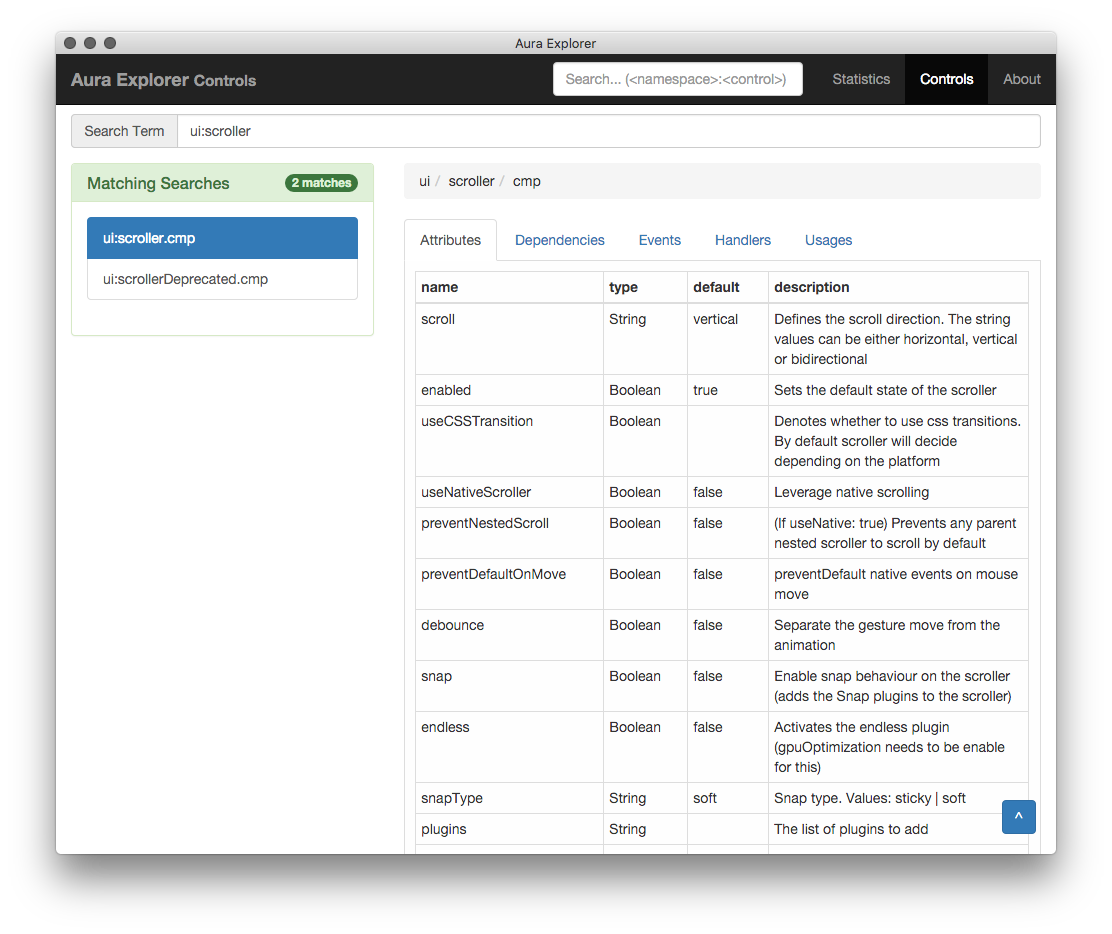 Aura Explorer
Aura Explorer Controls
Search... (<namespace>:<control>)
Statistics
Controls
About
Search Term
ui:scroller
Matching Searches
2 matches
ui:scroller.cmp
ui:scrollerDeprecated.cmp
ui / scroller / cmp
Attributes
Dependencies
Events
Handlers
Usages
name type default description
scroll String vertical Defines the scroll direction. The string
values can be either horizontal, vertical
or bidirectional
enabled Boolean true Sets the default state of the scroller
useCSSTransition Boolean Denotes whether to use css transitions.
By default scroller will decide
depending on the platform
useNativeScroller Boolean false Leverage native scrolling
preventNestedScroll Boolean false (If useNative: true) Prevents any parent
nested scroller to scroll by default
preventDefaultOnMove Boolean false preventDefault native events on mouse
move
debounce Boolean false Separate the gesture move from the
animation
snap Boolean false Enable snap behaviour on the scroller
(adds the Snap plugins to the scroller)
endless Boolean false Activates the endless plugin
(gpuOptimization needs to be enable
for this)
snapType String soft Snap type. Values: sticky | soft
plugins String The list of plugins to add
^